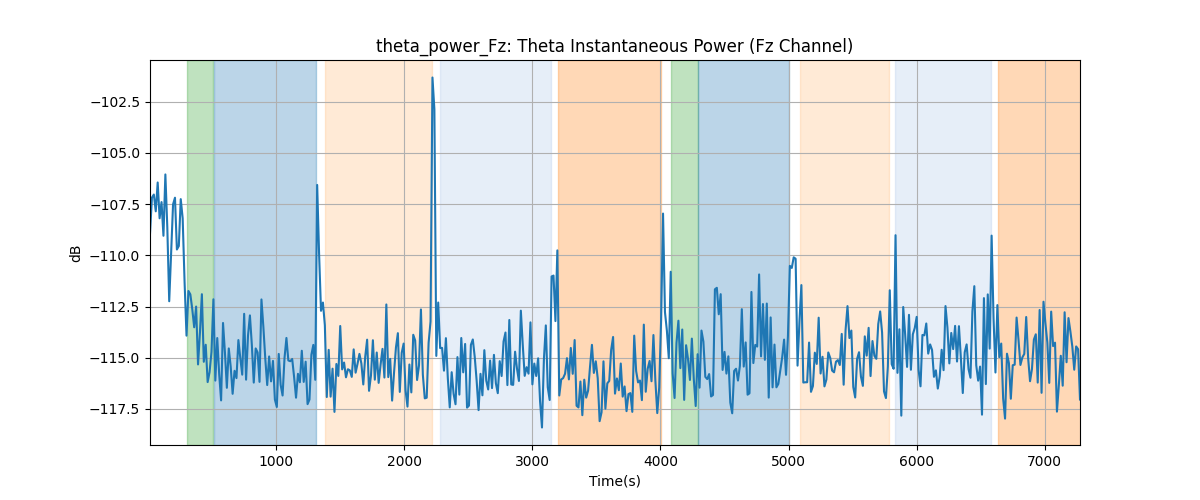 theta_power_Fz: Theta Instantaneous Power (Fz Channel)
−102.5
−105.0
−107.5
−110.0
−112.5
−115.0
−117.5
dB
1000 2000 3000 4000 5000 6000 7000
Time(s)